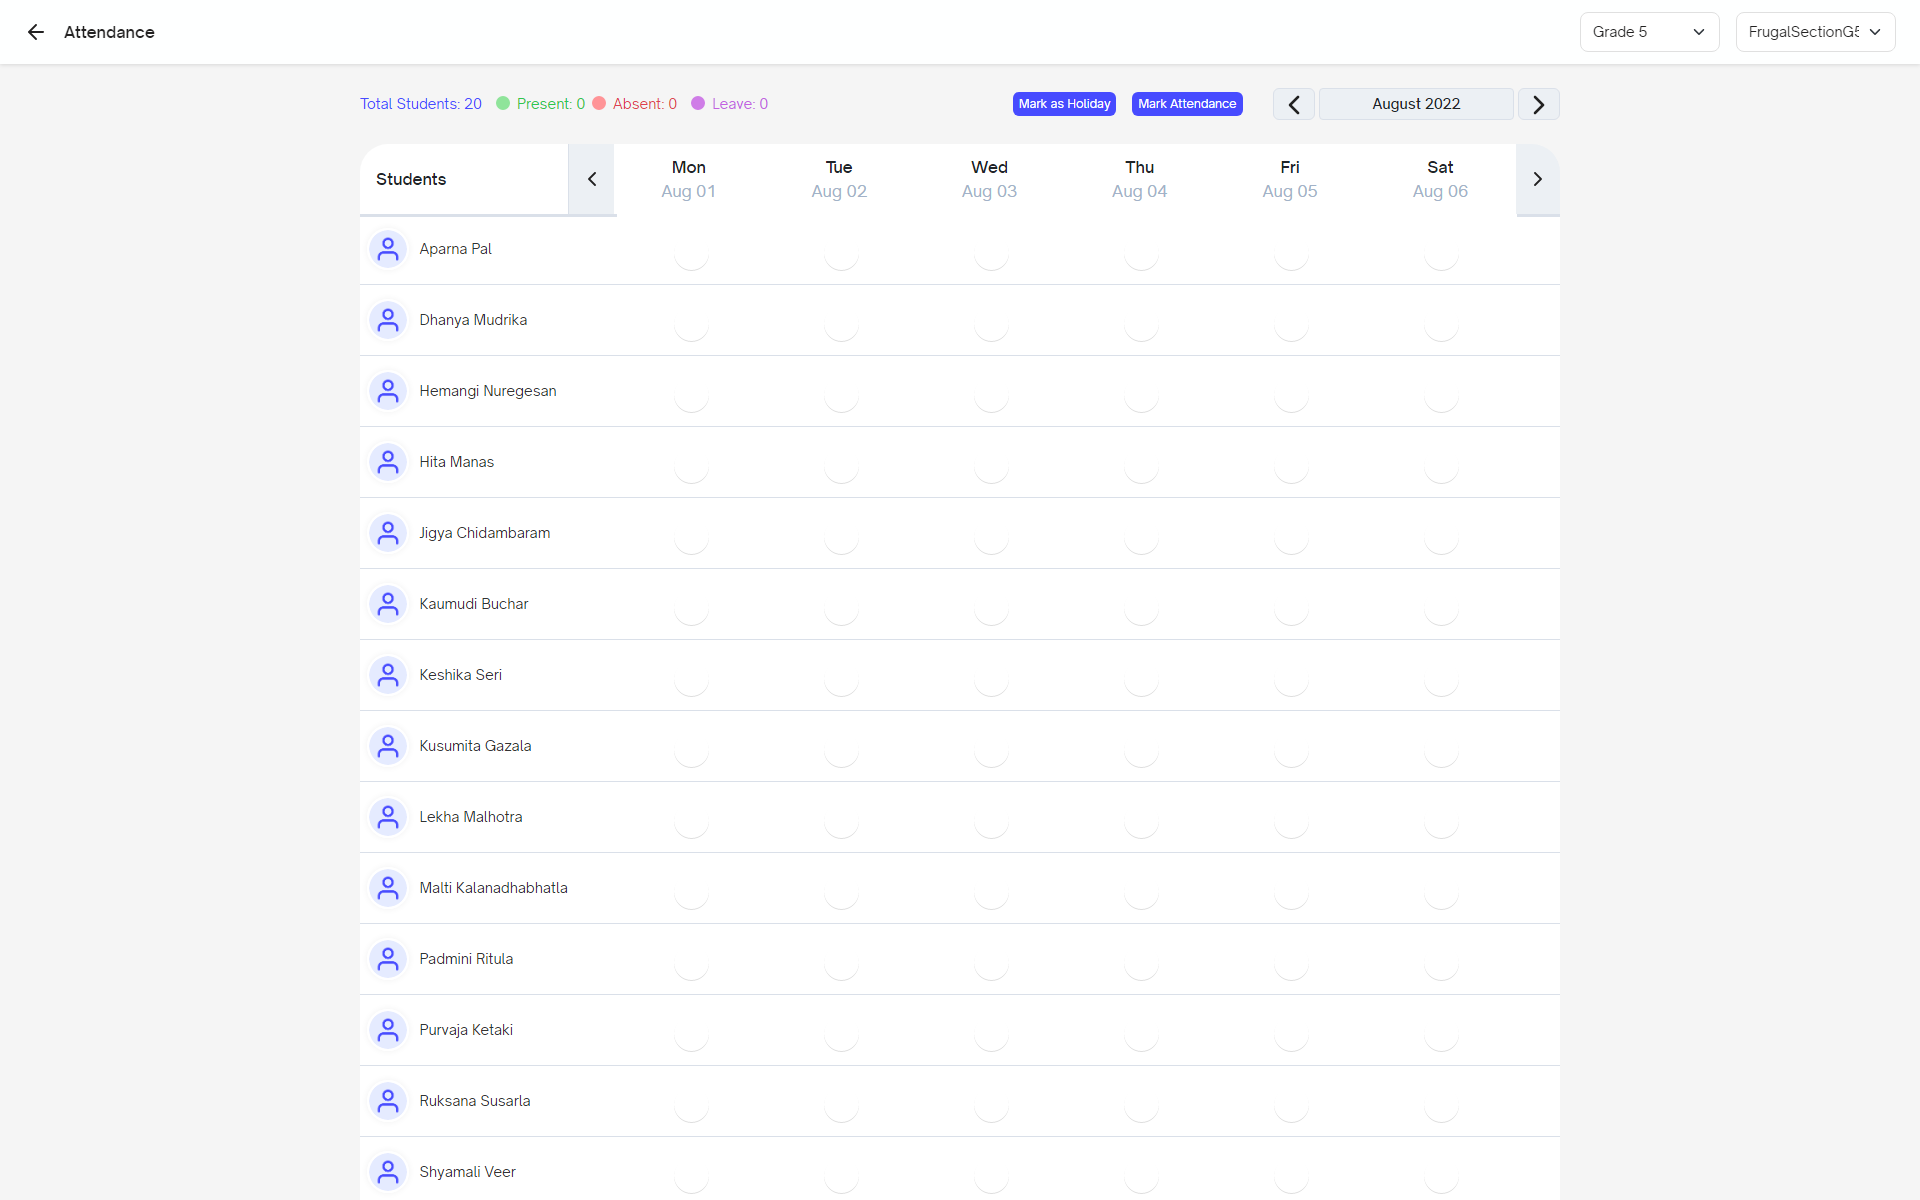 Attendance
Grade 5
FrugalSectionG5
Total Students: 20 Present: 0 Absent: 0 Leave: 0
Mark as Holiday
Mark Attendance
August 2022
Students
Mon Tue Wed Thu Fri Sat
Aug 01 Aug 02 Aug 03 Aug 04 Aug 05 Aug 06
Aparna Pal
Dhanya Mudrika
Hemangi Nuregesan
Hita Manas
Jigya Chidambaram
Kaumudi Buchar
Keshika Seri
Kusumita Gazala
Lekha Malhotra
Malti Kalanadhabhatla
Padmini Ritula
Purvaja Ketaki
Ruksana Susarla
Shyamali Veer